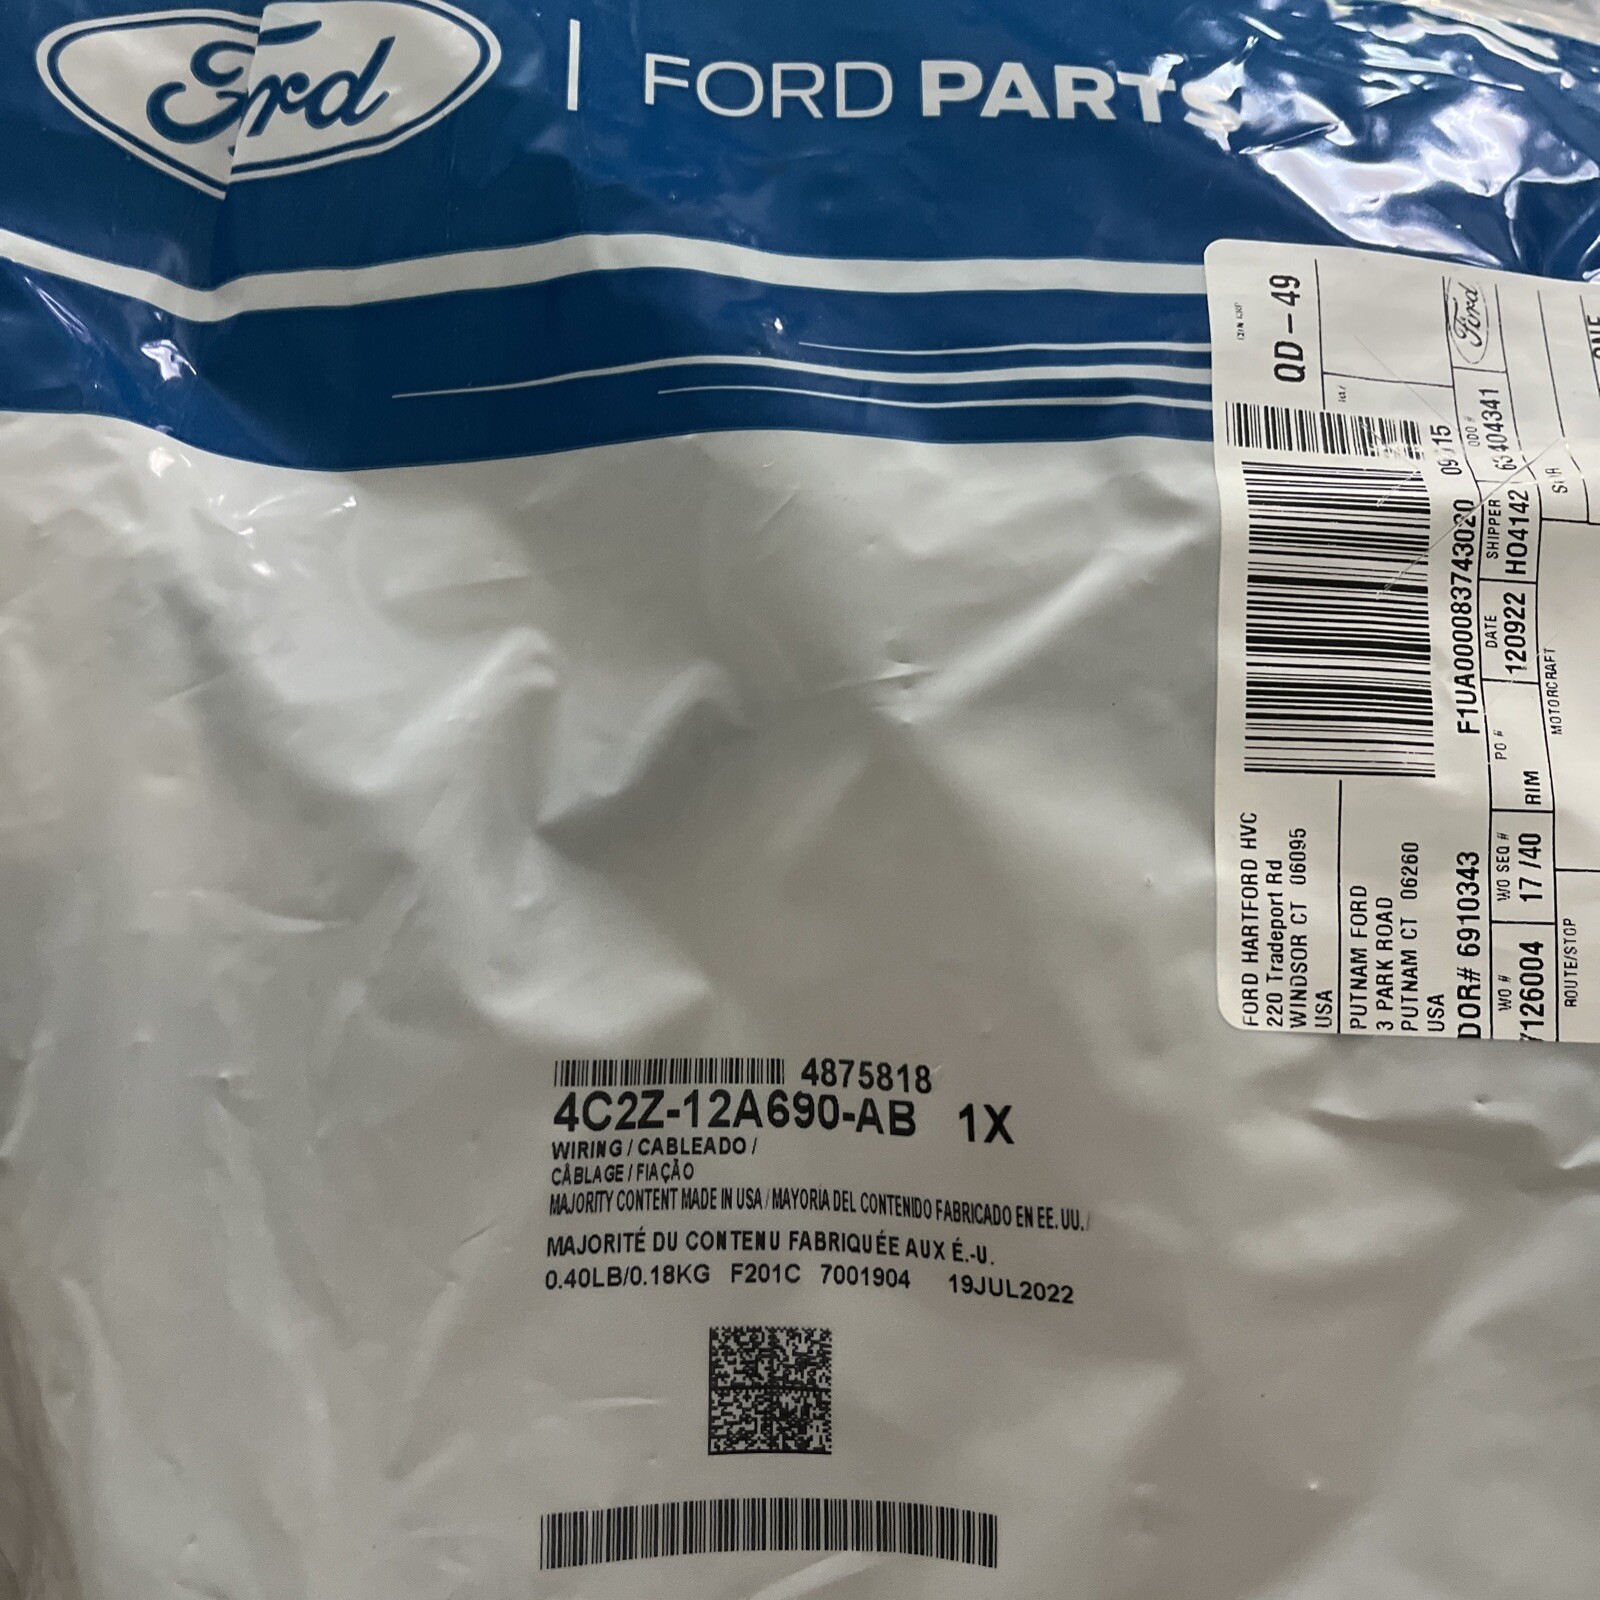 Ford | FORD PARTS
QD – 49
FORD HARTFORD HVC
220 Tradeport Rd
WINDSOR CT 06095
USA
PUTNAM FORD
3 PARK ROAD
PUTNAM CT 06260
USA
F1UA000083743020
DOR# 6910343
Ford
WO # WO SEQ # PO # DATE SHIPPER
7126004 17/40 RIM 120922 H04142 63404341
ROUTE/STOP MOTORCRAFT
4875818
4C2Z-12A690-AB 1X
WIRING / CABLEADO /
CÂBLAGE / FIAÇÃO
MAJORITY CONTENT MADE IN USA / MAYORÍA DEL CONTENIDO FABRICADO EN EE. UU. /
MAJORITÉ DU CONTENU FABRIQUÉE AUX É.-U.
0.40LB/0.18KG F201C 7001904 19JUL2022